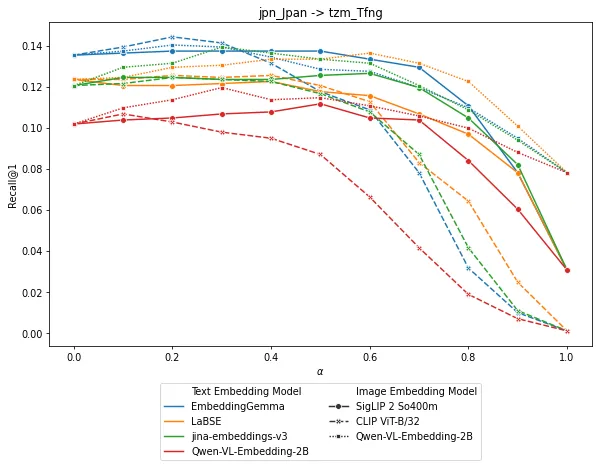 jpn_Jpan -> tzm_Tfng
0.14
0.12
0.10
0.08
0.06
0.04
0.02
0.00
Recall@1
0.0 0.2 0.4 0.6 0.8 1.0
α
Text Embedding Model
EmbeddingGemma
LaBSE
jina-embeddings-v3
Qwen-VL-Embedding-2B
Image Embedding Model
SigLIP 2 So400m
CLIP ViT-B/32
Qwen-VL-Embedding-2B